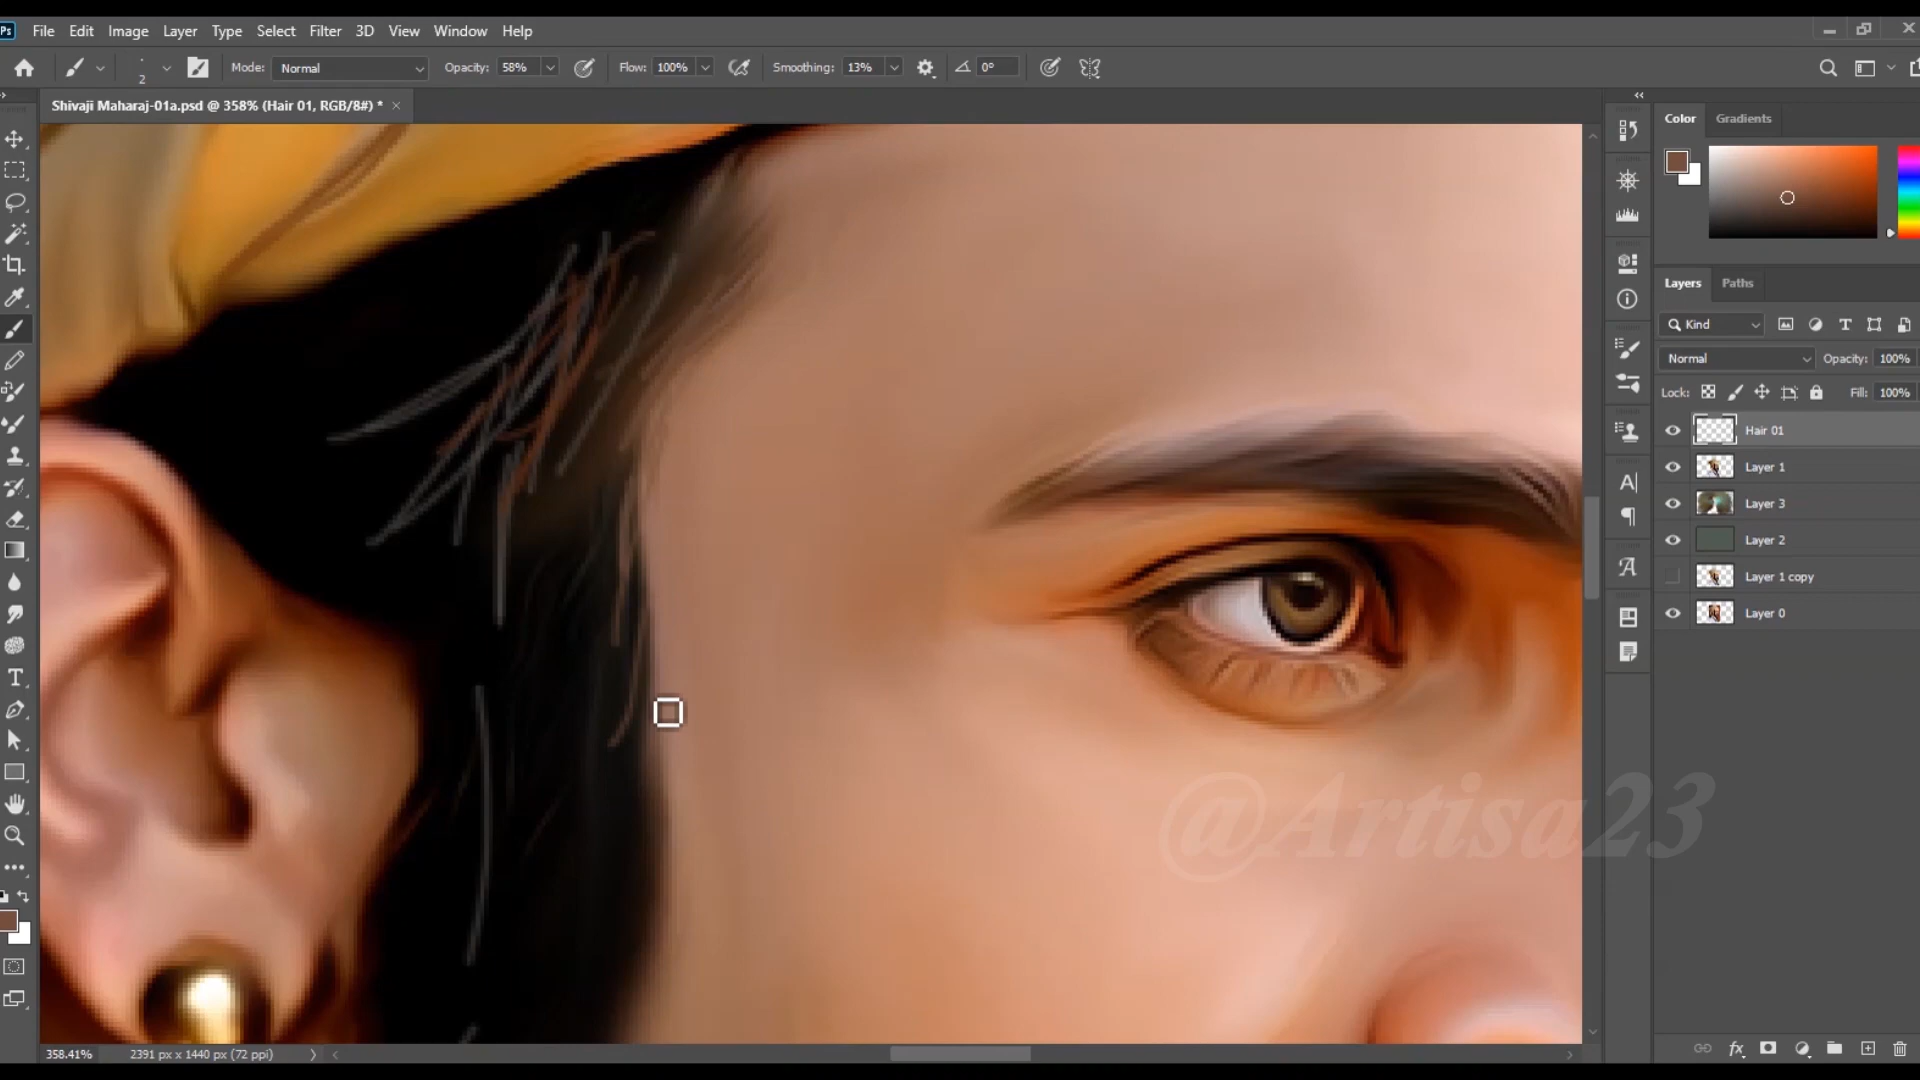 Ps File Edit Image Layer Type Select Filter 3D View Window Help
2 Mode: Normal Opacity: 58% Flow: 100% Smoothing: 13% 0°
Shivaji Maharaj-01a.psd @ 358% (Hair 01, RGB/8#) * ×
Color Gradients
Layers Paths
Kind
Normal Opacity: 100%
Lock: Fill: 100%
Hair 01
Layer 1
Layer 3
Layer 2
Layer 1 copy
Layer 0
@Artisa23
358.41% 2391 px x 1440 px (72 ppi)